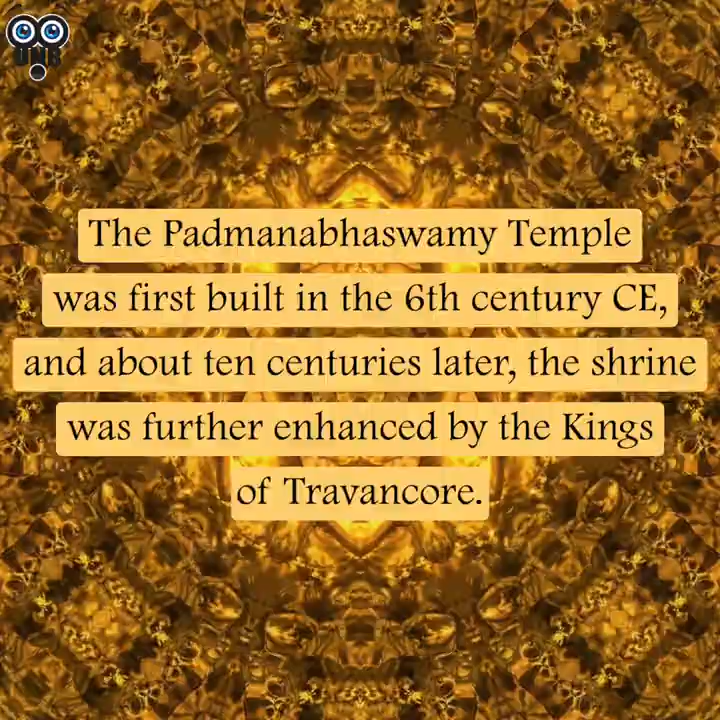 The Padmanabhaswamy Temple
was first built in the 6th century CE,
and about ten centuries later, the shrine
was further enhanced by the Kings
of Travancore.